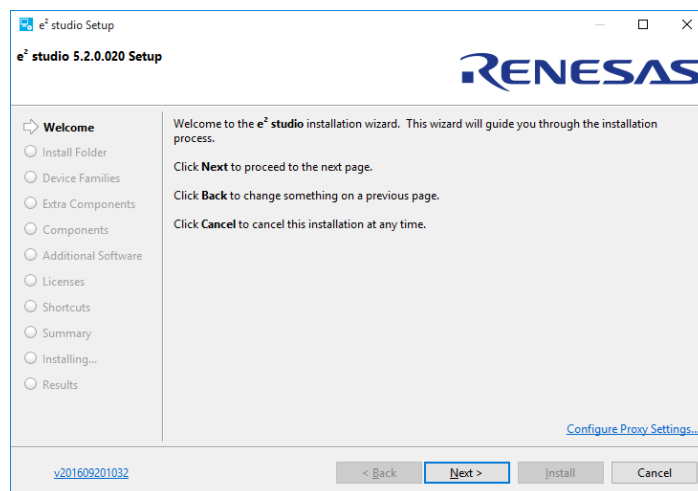 e² studio Setup
e² studio 5.2.0.020 Setup
RENESAS
Welcome
Install Folder
Device Families
Extra Components
Components
Additional Software
Licenses
Shortcuts
Summary
Installing...
Results
Welcome to the e² studio installation wizard.  This wizard will guide you through the installation
process.
Click Next to proceed to the next page.
Click Back to change something on a previous page.
Click Cancel to cancel this installation at any time.
Configure Proxy Settings...
v201609201032
< Back
Next >
Install
Cancel